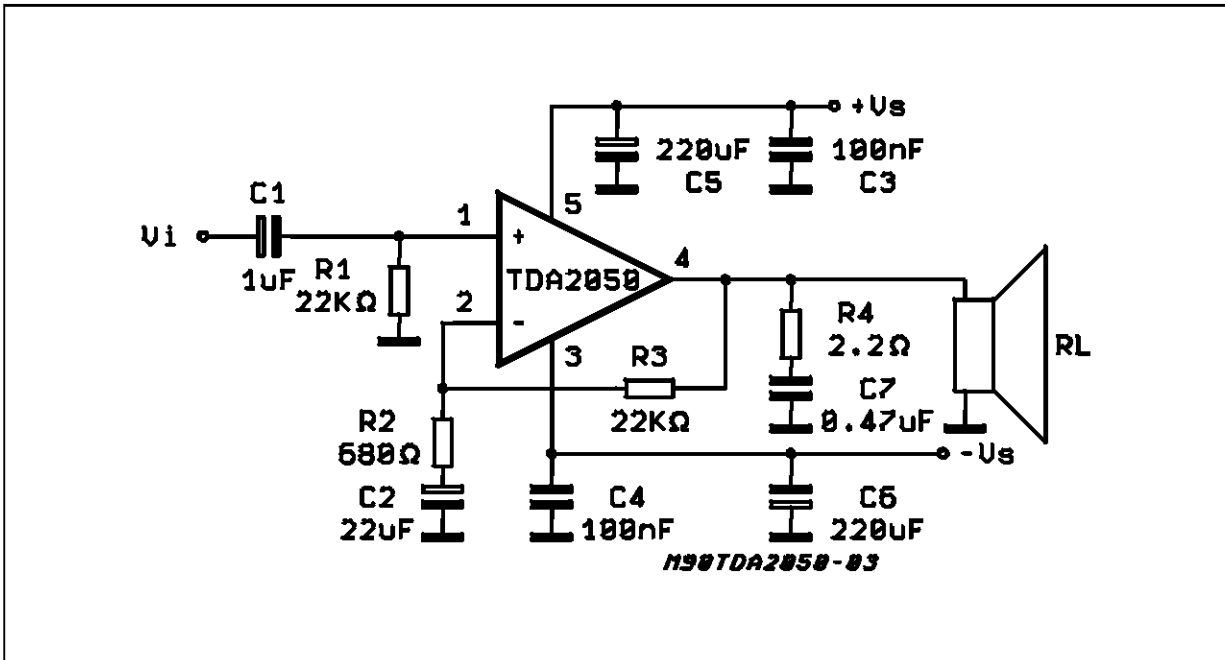 +Vs
220uF
C5
100nF
C3
C1
Vi
1uF
R1
22KΩ
1
+
5
TDA2050
4
2
-
3
R3
22KΩ
R4
2.2Ω
C7
0.47uF
RL
R2
680Ω
C2
22uF
C4
100nF
-Vs
C6
220uF
M90TDA2050-03